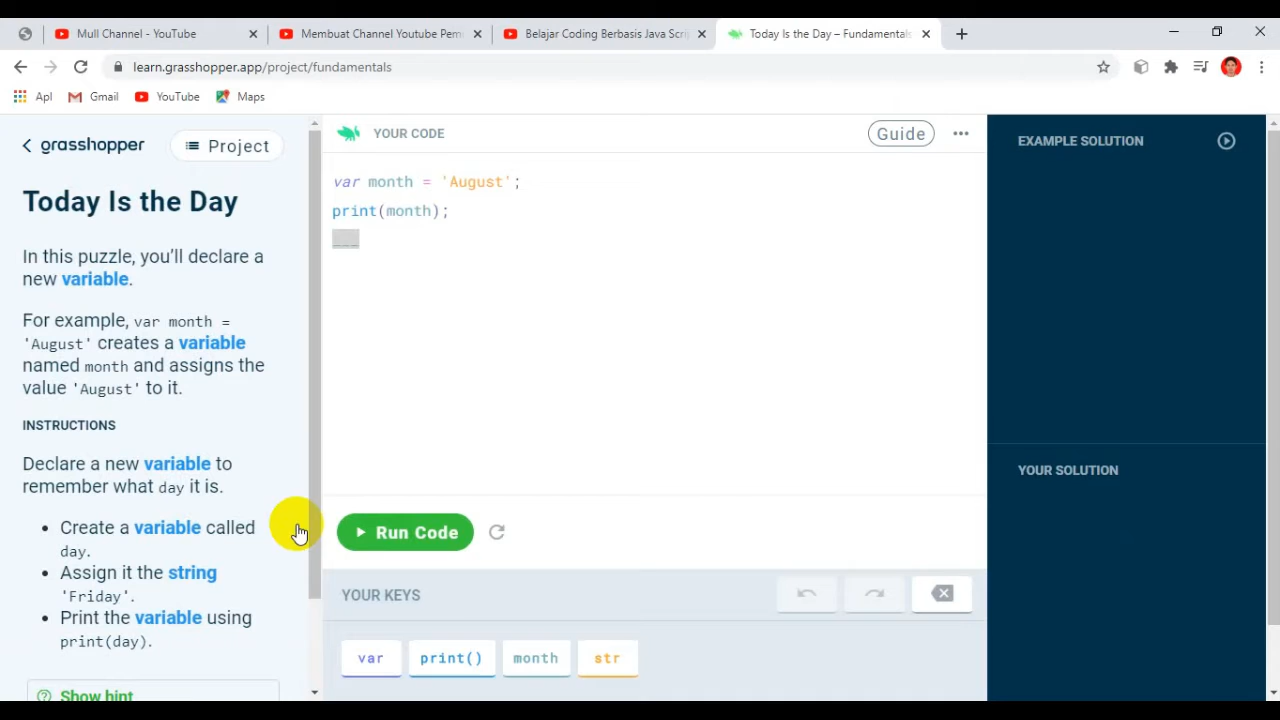 Mull Channel - YouTube
Membuat Channel Youtube Pem
Belajar Coding Berbasis Java Scri
Today Is the Day – Fundamentals
learn.grasshopper.app/project/fundamentals
Apl
Gmail
YouTube
Maps
grasshopper
Project
Today Is the Day
In this puzzle, you’ll declare a
new variable.
For example, var month =
'August' creates a variable
named month and assigns the
value 'August' to it.
INSTRUCTIONS
Declare a new variable to
remember what day it is.
• Create a variable called
day.
• Assign it the string
'Friday'.
• Print the variable using
print(day).
Show hint
YOUR CODE
Guide
var month = 'August';
print(month);
___
Run Code
YOUR KEYS
var
print()
month
str
EXAMPLE SOLUTION
YOUR SOLUTION